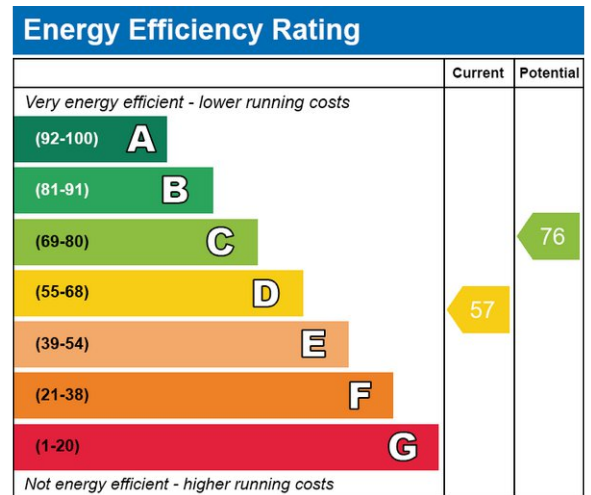 Energy Efficiency Rating
Current Potential
Very energy efficient - lower running costs
(92-100) A
(81-91) B
(69-80) C
76
(55-68) D
57
(39-54) E
(21-38) F
(1-20) G
Not energy efficient - higher running costs